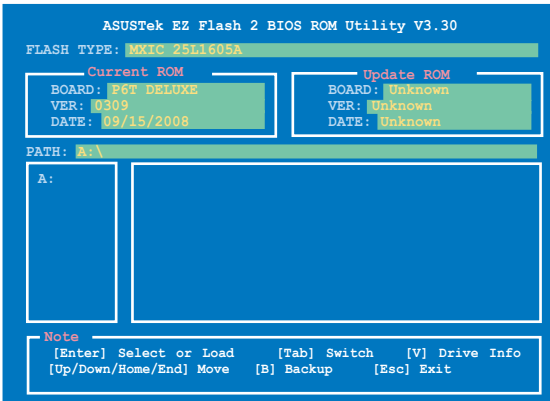 ASUSTek EZ Flash 2 BIOS ROM Utility V3.30
FLASH TYPE: MXIC 25L1605A
Current ROM
BOARD: P6T DELUXE
VER: 0309
DATE: 09/15/2008
Update ROM
BOARD: Unknown
VER: Unknown
DATE: Unknown
PATH: A:\
A:
Note
[Enter] Select or Load [Tab] Switch [V] Drive Info
[Up/Down/Home/End] Move [B] Backup [Esc] Exit